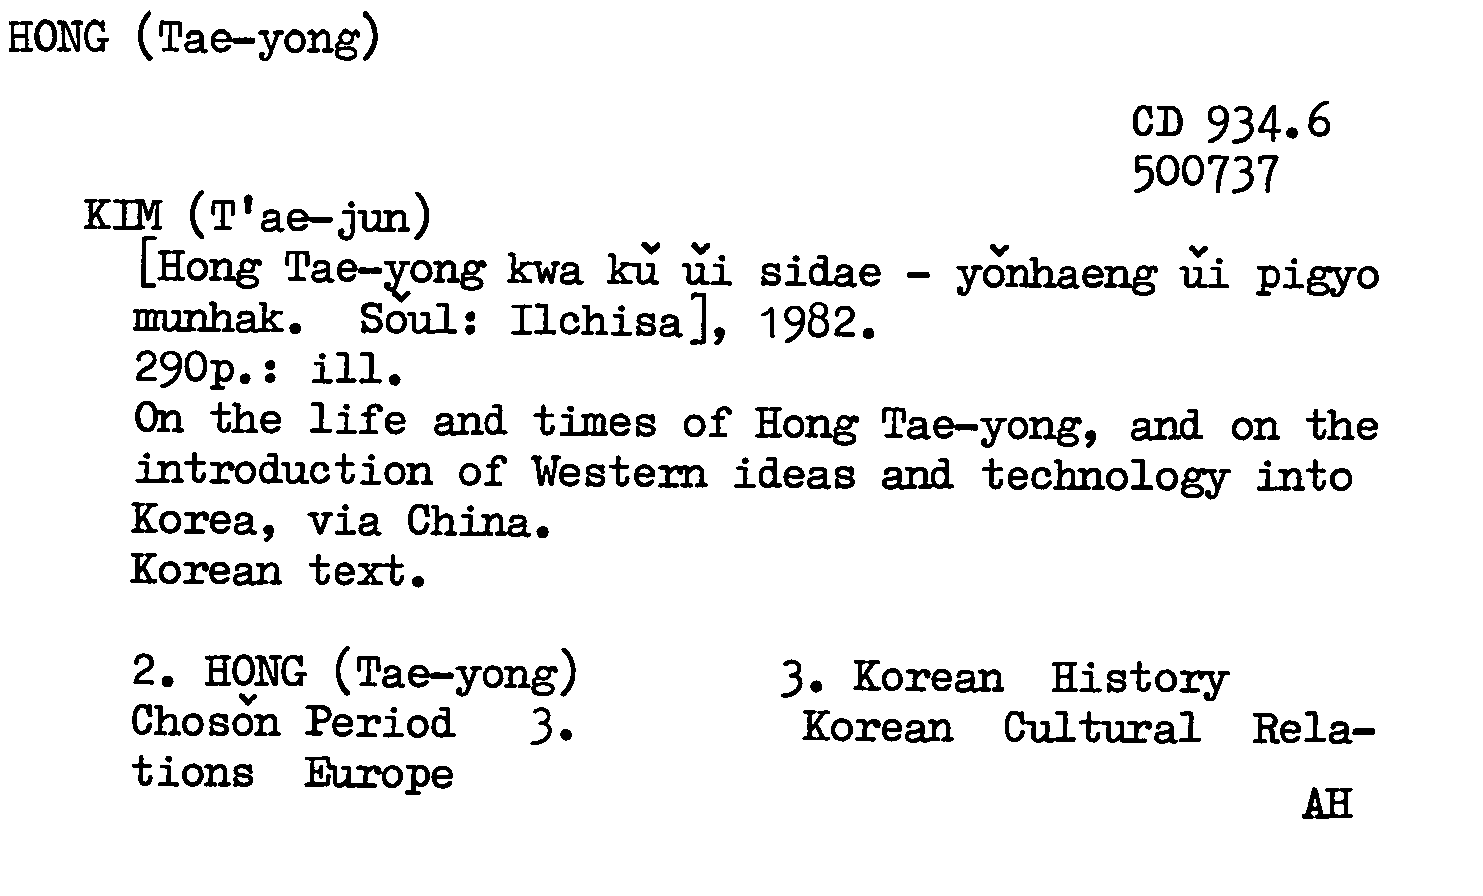 HONG (Tae-yong)
CD 934.6
500737
KIM (T'ae-jun)
[Hong Tae-yong kwa kŭ ŭi sidae - yŏnhaeng ŭi pigyo
munhak. Sŏul: Ilchisa], 1982.
290p.: ill.
On the life and times of Hong Tae-yong, and on the
introduction of Western ideas and technology into
Korea, via China.
Korean text.
2. HONG (Tae-yong) 3. Korean History
Chosŏn Period 3. Korean Cultural Rela-
tions Europe
AH